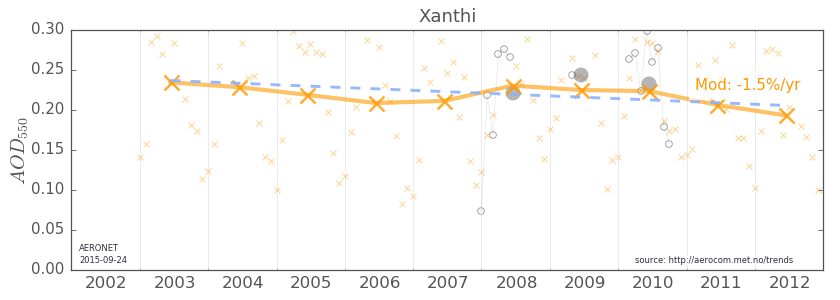 Xanthi
0.30
0.25
0.20
0.15
0.10
0.05
0.00
AOD550
Mod: -1.5%/yr
AERONET
2015-09-24
source: http://aerocom.met.no/trends
2002 2003 2004 2005 2006 2007 2008 2009 2010 2011 2012